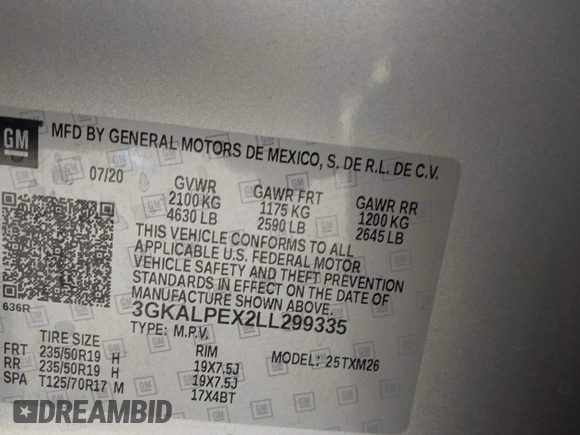 GM
MFD BY GENERAL MOTORS DE MEXICO, S. DE R.L. DE C.V.
07/20
GVWR GAWR FRT GAWR RR
2100 KG 1175 KG 1200 KG
4630 LB 2590 LB 2645 LB
THIS VEHICLE CONFORMS TO ALL
APPLICABLE U.S. FEDERAL MOTOR
VEHICLE SAFETY AND THEFT PREVENTION
STANDARDS IN EFFECT ON THE DATE OF
MANUFACTURE SHOWN ABOVE.
636R
3GKALPEX2LL299335
TYPE: M.P.V. MODEL: 25TXM26
TIRE SIZE RIM
FRT 235/50R19 H 19X7.5J
RR 235/50R19 H 19X7.5J
SPA T125/70R17 M 17X4BT
DREAMBID